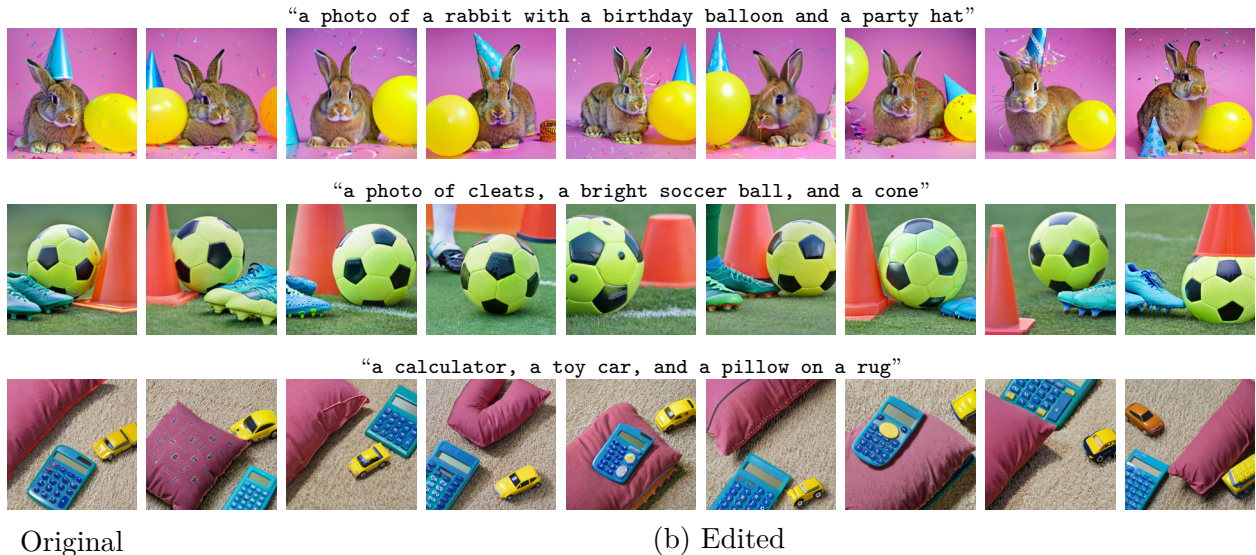 “a photo of a rabbit with a birthday balloon and a party hat”
“a photo of cleats, a bright soccer ball, and a cone”
“a calculator, a toy car, and a pillow on a rug”
Original
(b) Edited